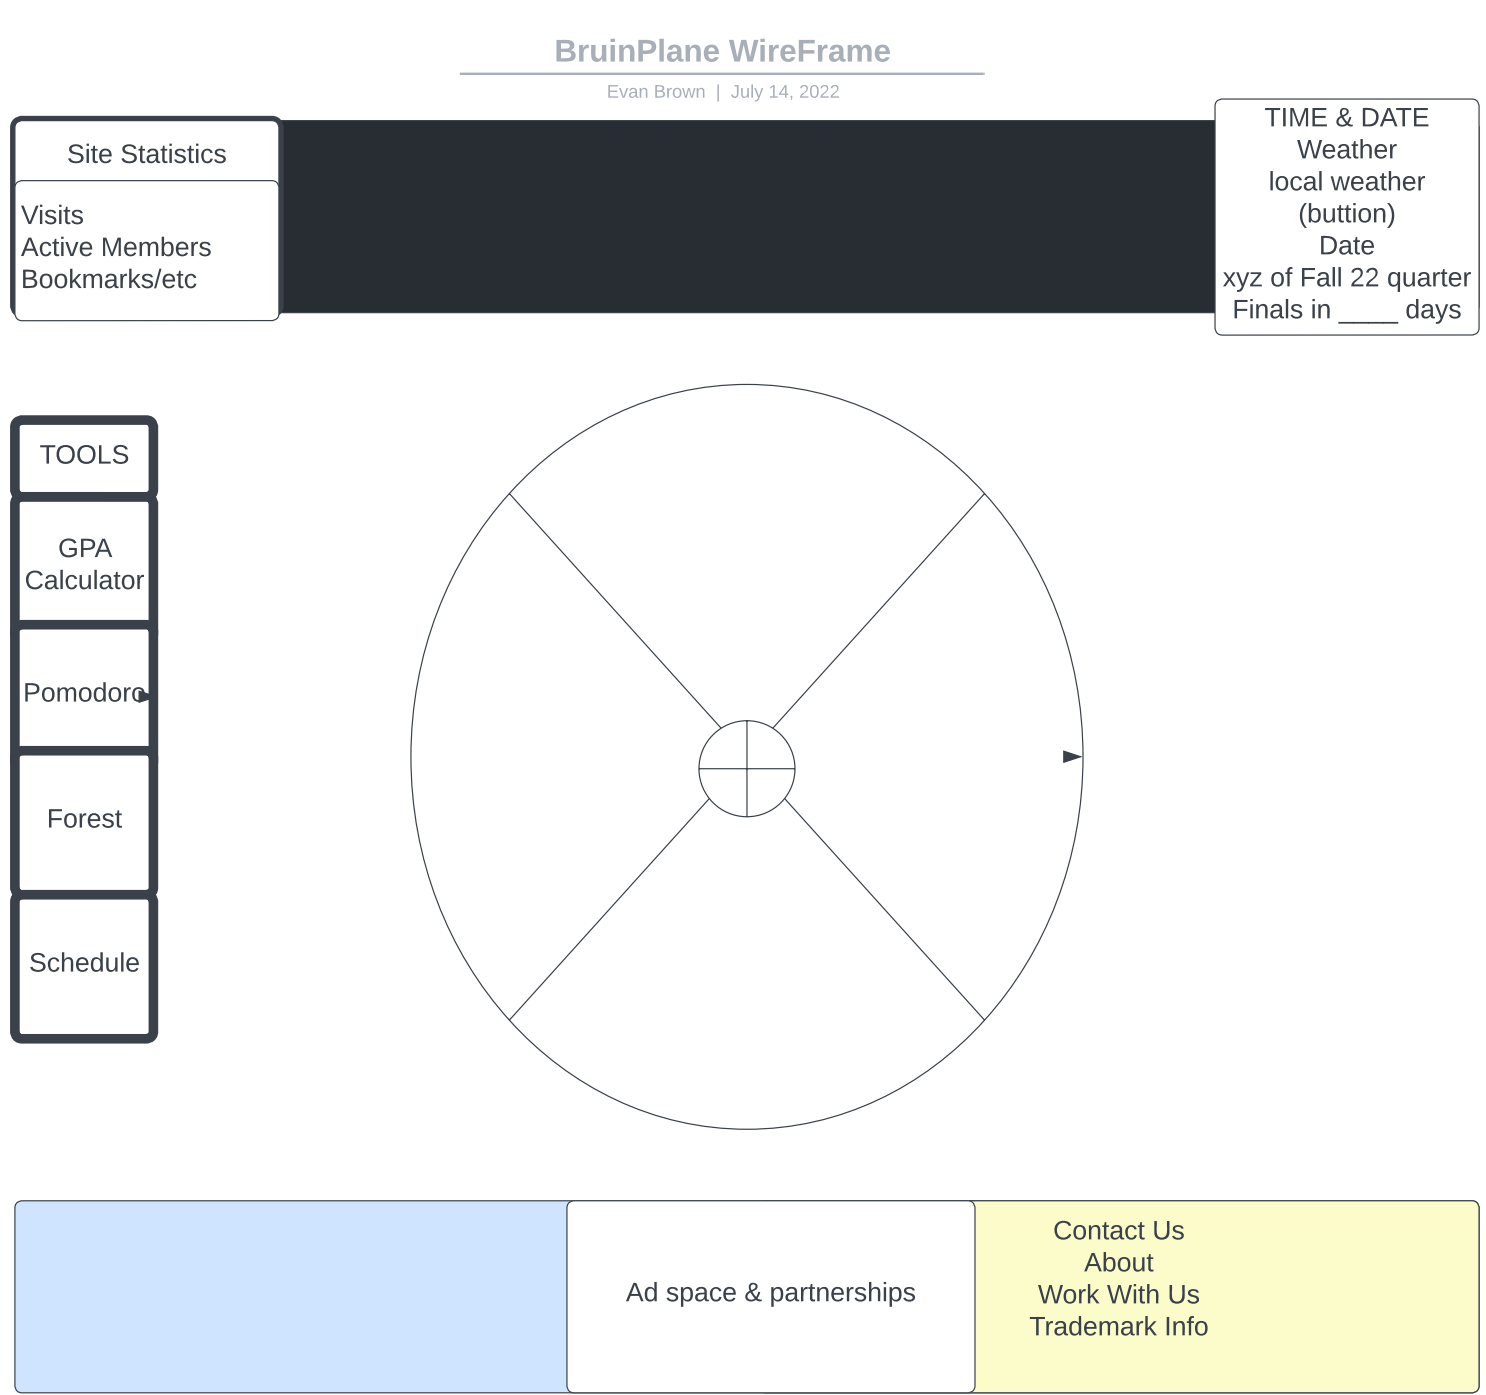 BruinPlane WireFrame
Evan Brown | July 14, 2022
Site Statistics
Visits
Active Members
Bookmarks/etc
TIME & DATE
Weather
local weather
(buttion)
Date
xyz of Fall 22 quarter
Finals in ____ days
TOOLS
GPA
Calculator
Pomodoro
Forest
Schedule
Ad space & partnerships
Contact Us
About
Work With Us
Trademark Info